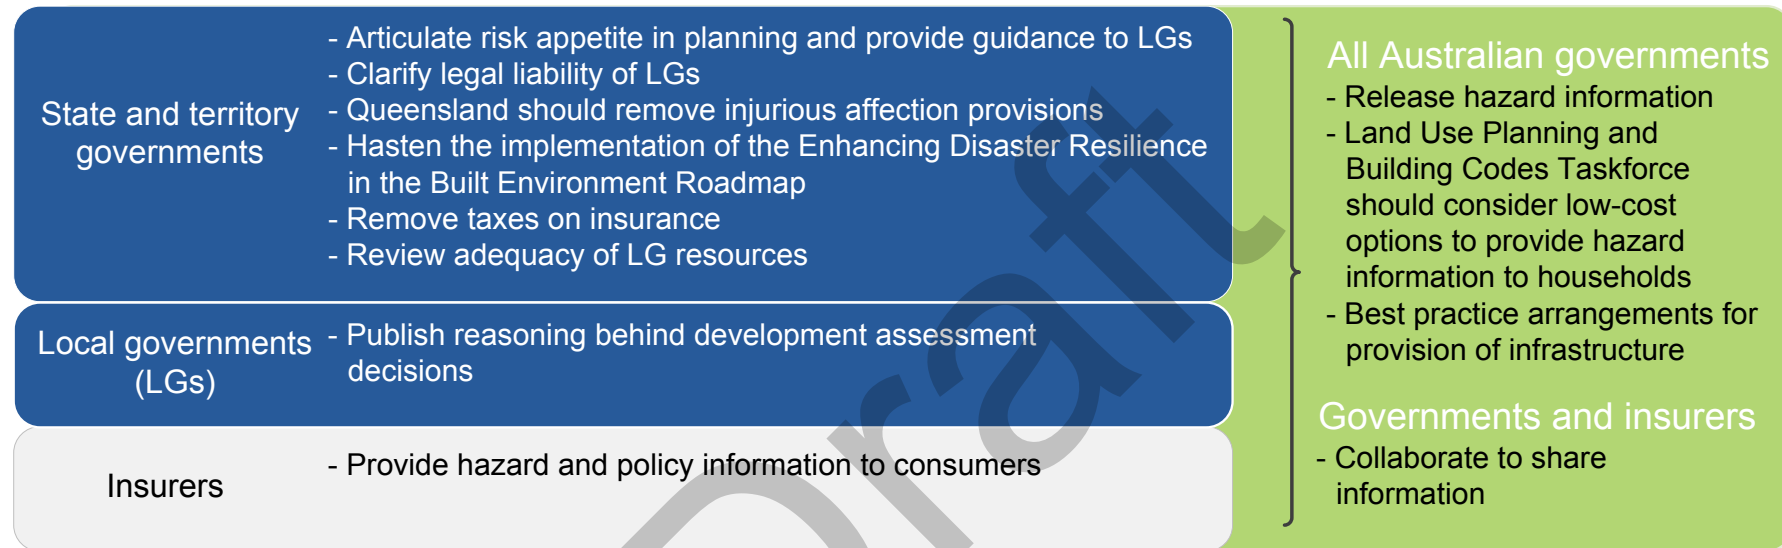 State and territory
governments
- Articulate risk appetite in planning and provide guidance to LGs
- Clarify legal liability of LGs
- Queensland should remove injurious affection provisions
- Hasten the implementation of the Enhancing Disaster Resilience
in the Built Environment Roadmap
- Remove taxes on insurance
- Review adequacy of LG resources
Local governments
(LGs)
- Publish reasoning behind development assessment
decisions
Insurers
- Provide hazard and policy information to consumers
All Australian governments
- Release hazard information
- Land Use Planning and
Building Codes Taskforce
should consider low-cost
options to provide hazard
information to households
- Best practice arrangements for
provision of infrastructure
Governments and insurers
- Collaborate to share
information
Draft